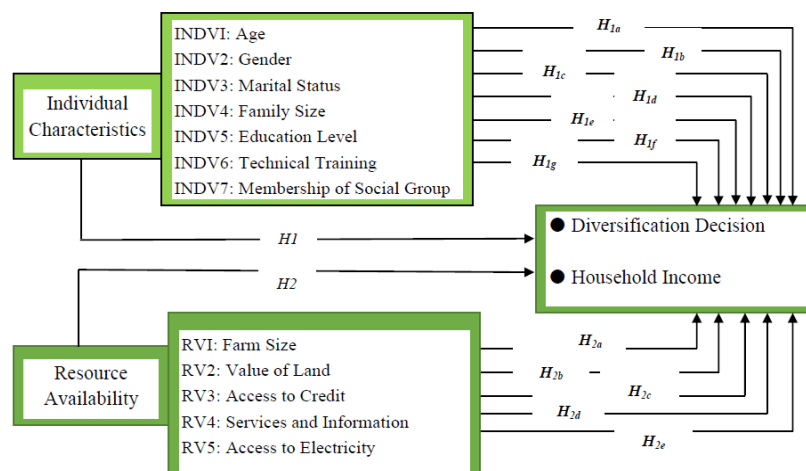 INDVI: Age
INDV2: Gender
INDV3: Marital Status
INDV4: Family Size
INDV5: Education Level
INDV6: Technical Training
INDV7: Membership of Social Group
Individual
Characteristics
H1a
H1b
H1c
H1d
H1e
H1f
H1g
H1
H2
● Diversification Decision
● Household Income
RVI: Farm Size
RV2: Value of Land
RV3: Access to Credit
RV4: Services and Information
RV5: Access to Electricity
Resource
Availability
H2a
H2b
H2c
H2d
H2e